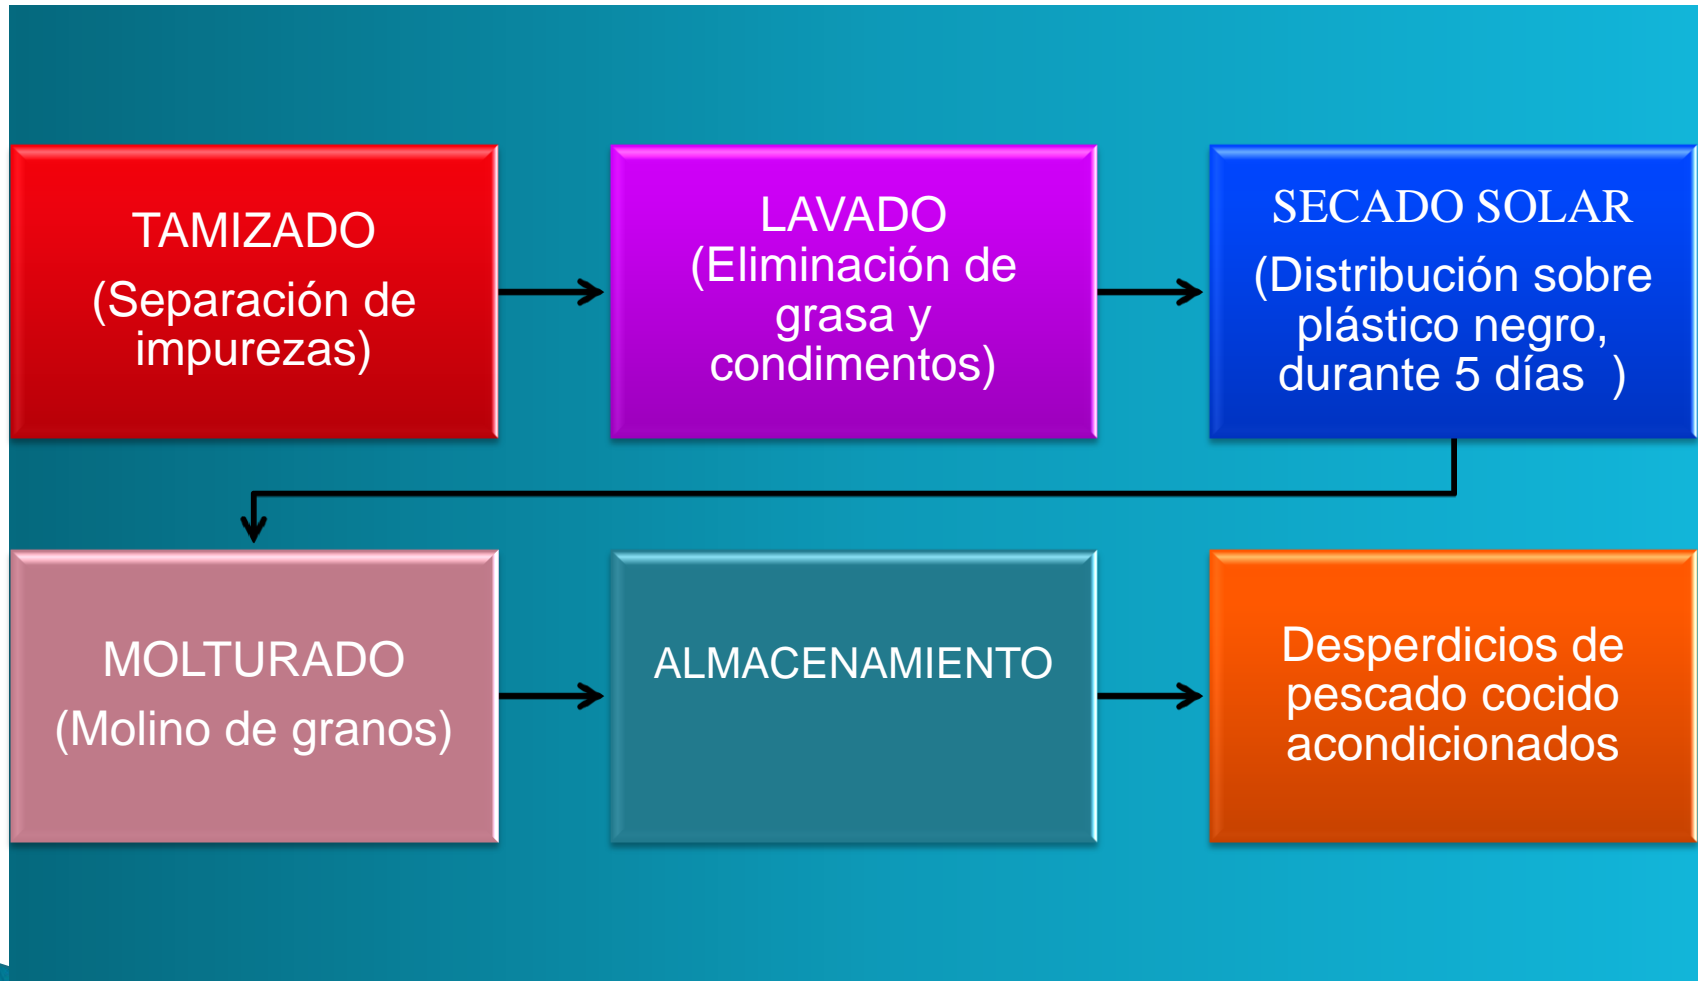 TAMIZADO
(Separación de
impurezas)
LAVADO
(Eliminación de
grasa y
condimentos)
SECADO SOLAR
(Distribución sobre
plástico negro,
durante 5 días  )
MOLTURADO
(Molino de granos)
ALMACENAMIENTO
Desperdicios de
pescado cocido
acondicionados